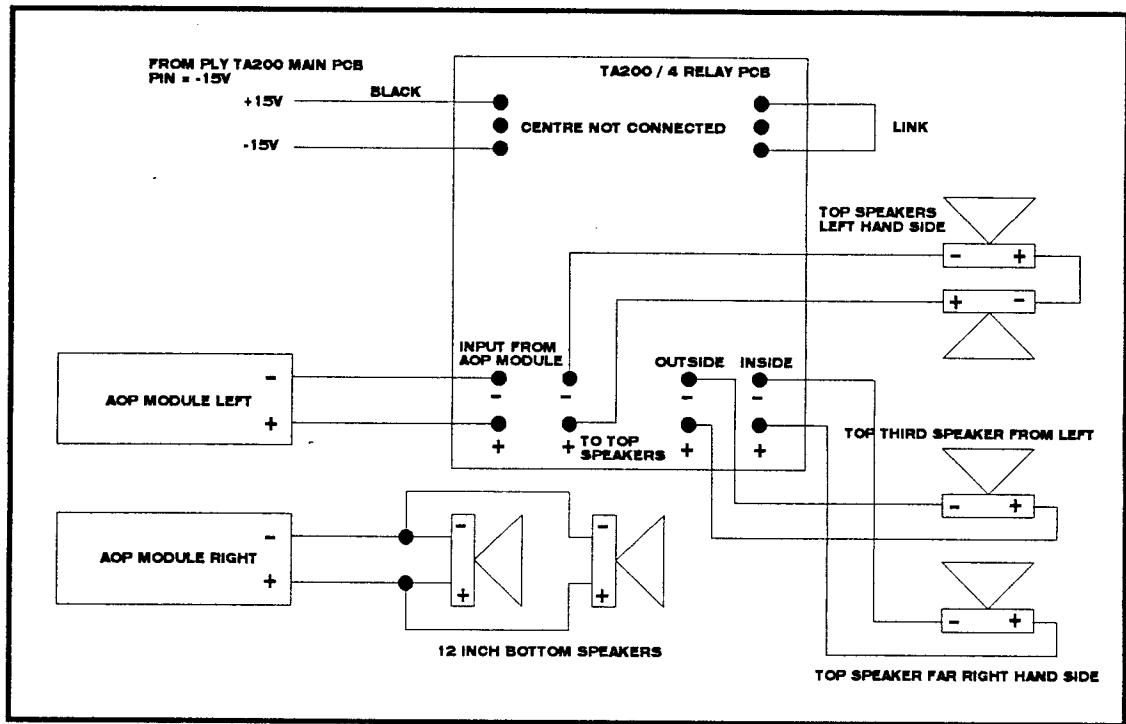 FROM PLY TA200 MAIN PCB
PIN = -15V
+15V
BLACK
-15V
TA200 / 4 RELAY PCB
CENTRE NOT CONNECTED
LINK
TOP SPEAKERS
LEFT HAND SIDE
- +
+ -
INPUT FROM
AOP MODULE
OUTSIDE
INSIDE
- - - -
+ + + +
TO TOP
SPEAKERS
AOP MODULE LEFT
-
+
TOP THIRD SPEAKER FROM LEFT
- +
AOP MODULE RIGHT
-
+
-
+
-
+
12 INCH BOTTOM SPEAKERS
- +
TOP SPEAKER FAR RIGHT HAND SIDE